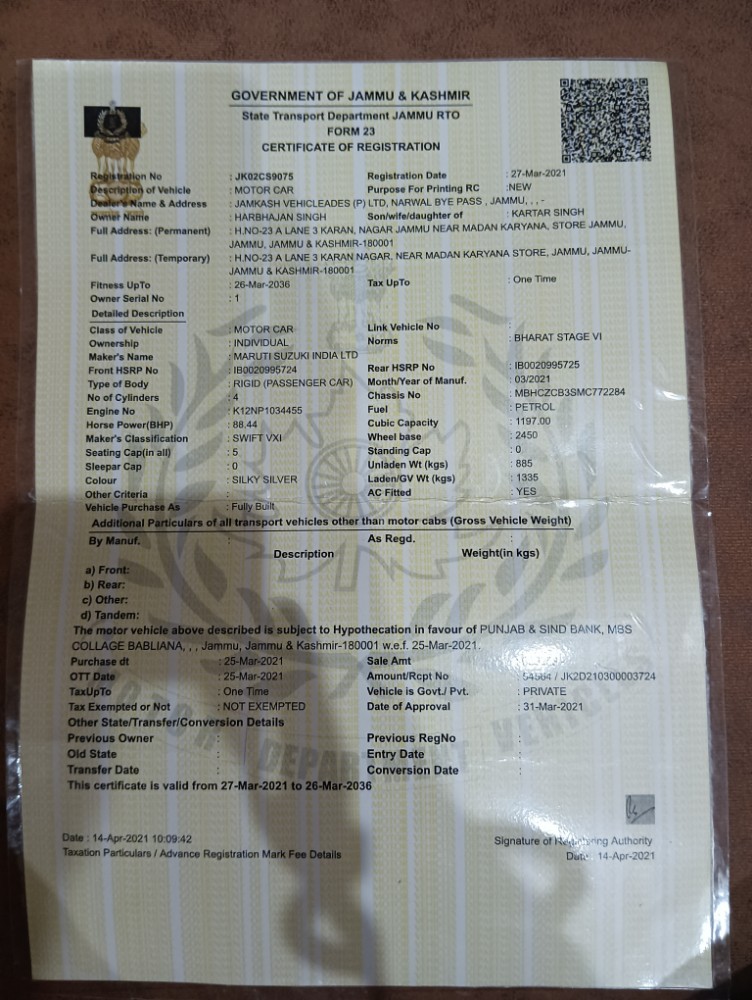 GOVERNMENT OF JAMMU & KASHMIR
State Transport Department JAMMU RTO
FORM 23
CERTIFICATE OF REGISTRATION
Registration No : JK02CS9075 Registration Date : 27-Mar-2021
Description of Vehicle : MOTOR CAR Purpose For Printing RC :NEW
Dealer's Name & Address : JAMKASH VEHICLEADES (P) LTD, NARWAL BYE PASS , JAMMU, , , -
Owner Name : HARBHAJAN SINGH Son/wife/daughter of : KARTAR SINGH
Full Address: (Permanent) : H.NO-23 A LANE 3 KARAN, NAGAR JAMMU NEAR MADAN KARYANA, STORE JAMMU,
JAMMU, JAMMU & KASHMIR-180001
Full Address: (Temporary) : H.NO-23 A LANE 3 KARAN NAGAR, NEAR MADAN KARYANA STORE, JAMMU, JAMMU-
JAMMU & KASHMIR-180001
Fitness UpTo : 26-Mar-2036 Tax UpTo : One Time
Owner Serial No : 1
Detailed Description
Class of Vehicle : MOTOR CAR Link Vehicle No :
Ownership : INDIVIDUAL Norms : BHARAT STAGE VI
Maker's Name : MARUTI SUZUKI INDIA LTD
Front HSRP No : IB0020995724 Rear HSRP No : IB0020995725
Type of Body : RIGID (PASSENGER CAR) Month/Year of Manuf. : 03/2021
No of Cylinders : 4 Chassis No : MBHCZCB3SMC772284
Engine No : K12NP1034455 Fuel : PETROL
Horse Power(BHP) : 88.44 Cubic Capacity : 1197.00
Maker's Classification : SWIFT VXI Wheel base : 2450
Seating Cap(in all) : 5 Standing Cap : 0
Sleepar Cap : 0 Unladen Wt (kgs) : 885
Colour : SILKY SILVER Laden/GV Wt (kgs) : 1335
Other Criteria : AC Fitted : YES
Vehicle Purchase As : Fully Built
Additional Particulars of all transport vehicles other than motor cabs (Gross Vehicle Weight)
By Manuf. : As Regd. :
Description Weight(in kgs)
a) Front:
b) Rear:
c) Other:
d) Tandem:
The motor vehicle above described is subject to Hypothecation in favour of PUNJAB & SIND BANK, MBS
COLLAGE BABLIANA, , , Jammu, Jammu & Kashmir-180001 w.e.f. 25-Mar-2021.
Purchase dt : 25-Mar-2021 Sale Amt
OTT Date : 25-Mar-2021 Amount/Rcpt No : 54564 / JK2D210300003724
TaxUpTo : One Time Vehicle is Govt./ Pvt. : PRIVATE
Tax Exempted or Not : NOT EXEMPTED Date of Approval : 31-Mar-2021
Other State/Transfer/Conversion Details
Previous Owner : Previous RegNo :
Old State : Entry Date :
Transfer Date : Conversion Date :
This certificate is valid from 27-Mar-2021 to 26-Mar-2036
Date : 14-Apr-2021 10:09:42 Signature of Registering Authority
Taxation Particulars / Advance Registration Mark Fee Details Date: 14-Apr-2021
MOTOR VEHICLES DEPARTMENT